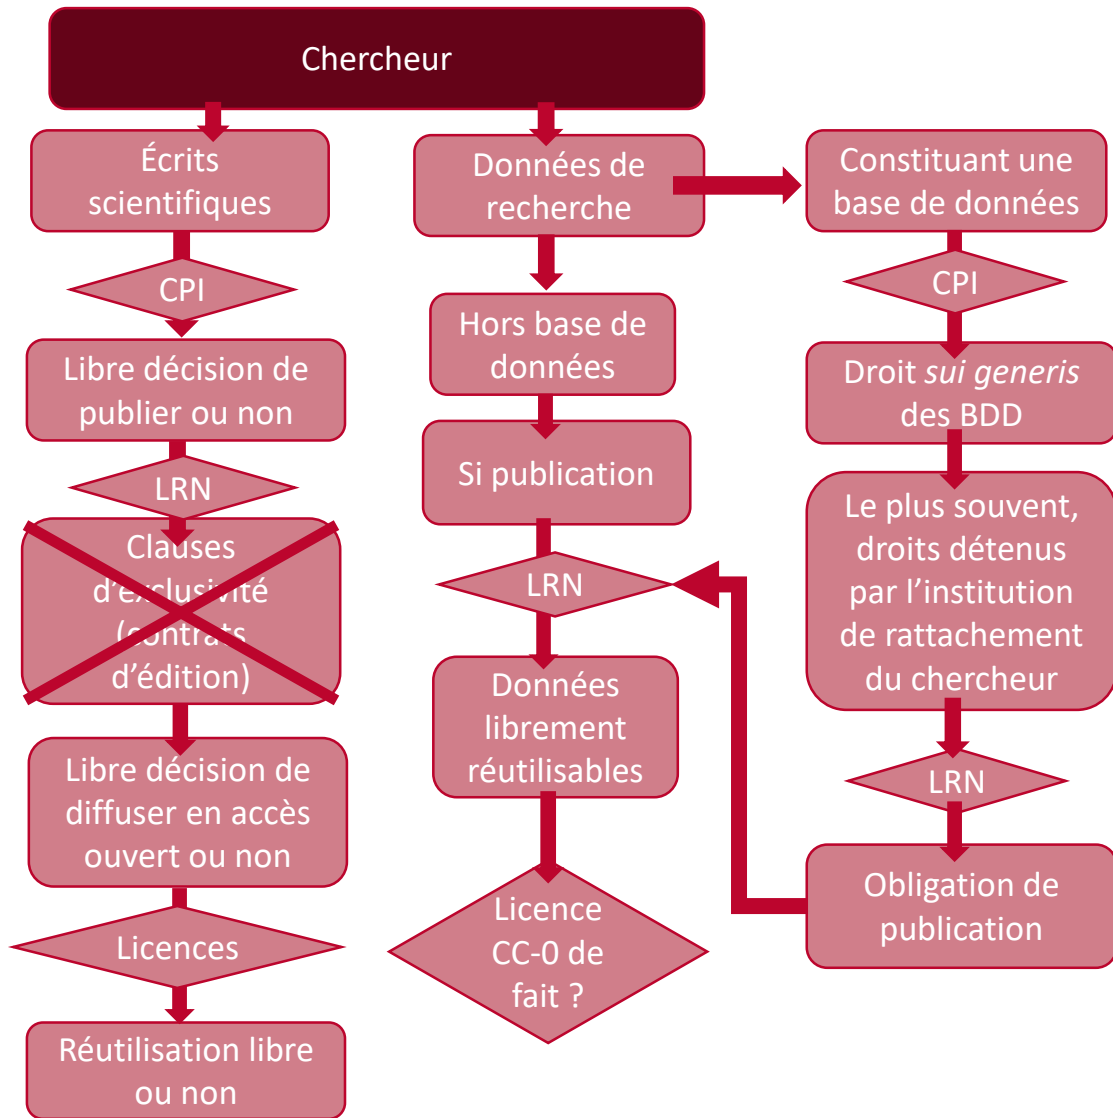 Chercheur
Écrits
scientifiques
CPI
Libre décision de
publier ou non
LRN
Clauses
d'exclusivité
(contrats
d'édition)
Libre décision de
diffuser en accès
ouvert ou non
Licences
Réutilisation libre
ou non
Données de
recherche
Hors base de
données
Si publication
LRN
Données
librement
réutilisables
Licence
CC-0 de
fait ?
Constituant une
base de données
CPI
Droit sui generis
des BDD
Le plus souvent,
droits détenus
par l'institution
de rattachement
du chercheur
LRN
Obligation de
publication